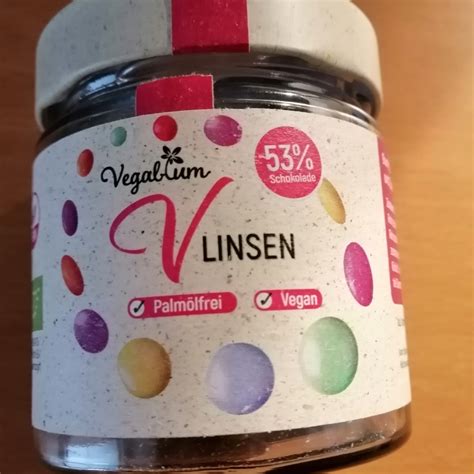 Vegablum
53%
Schokolade
V LINSEN
Palmölfrei
Vegan